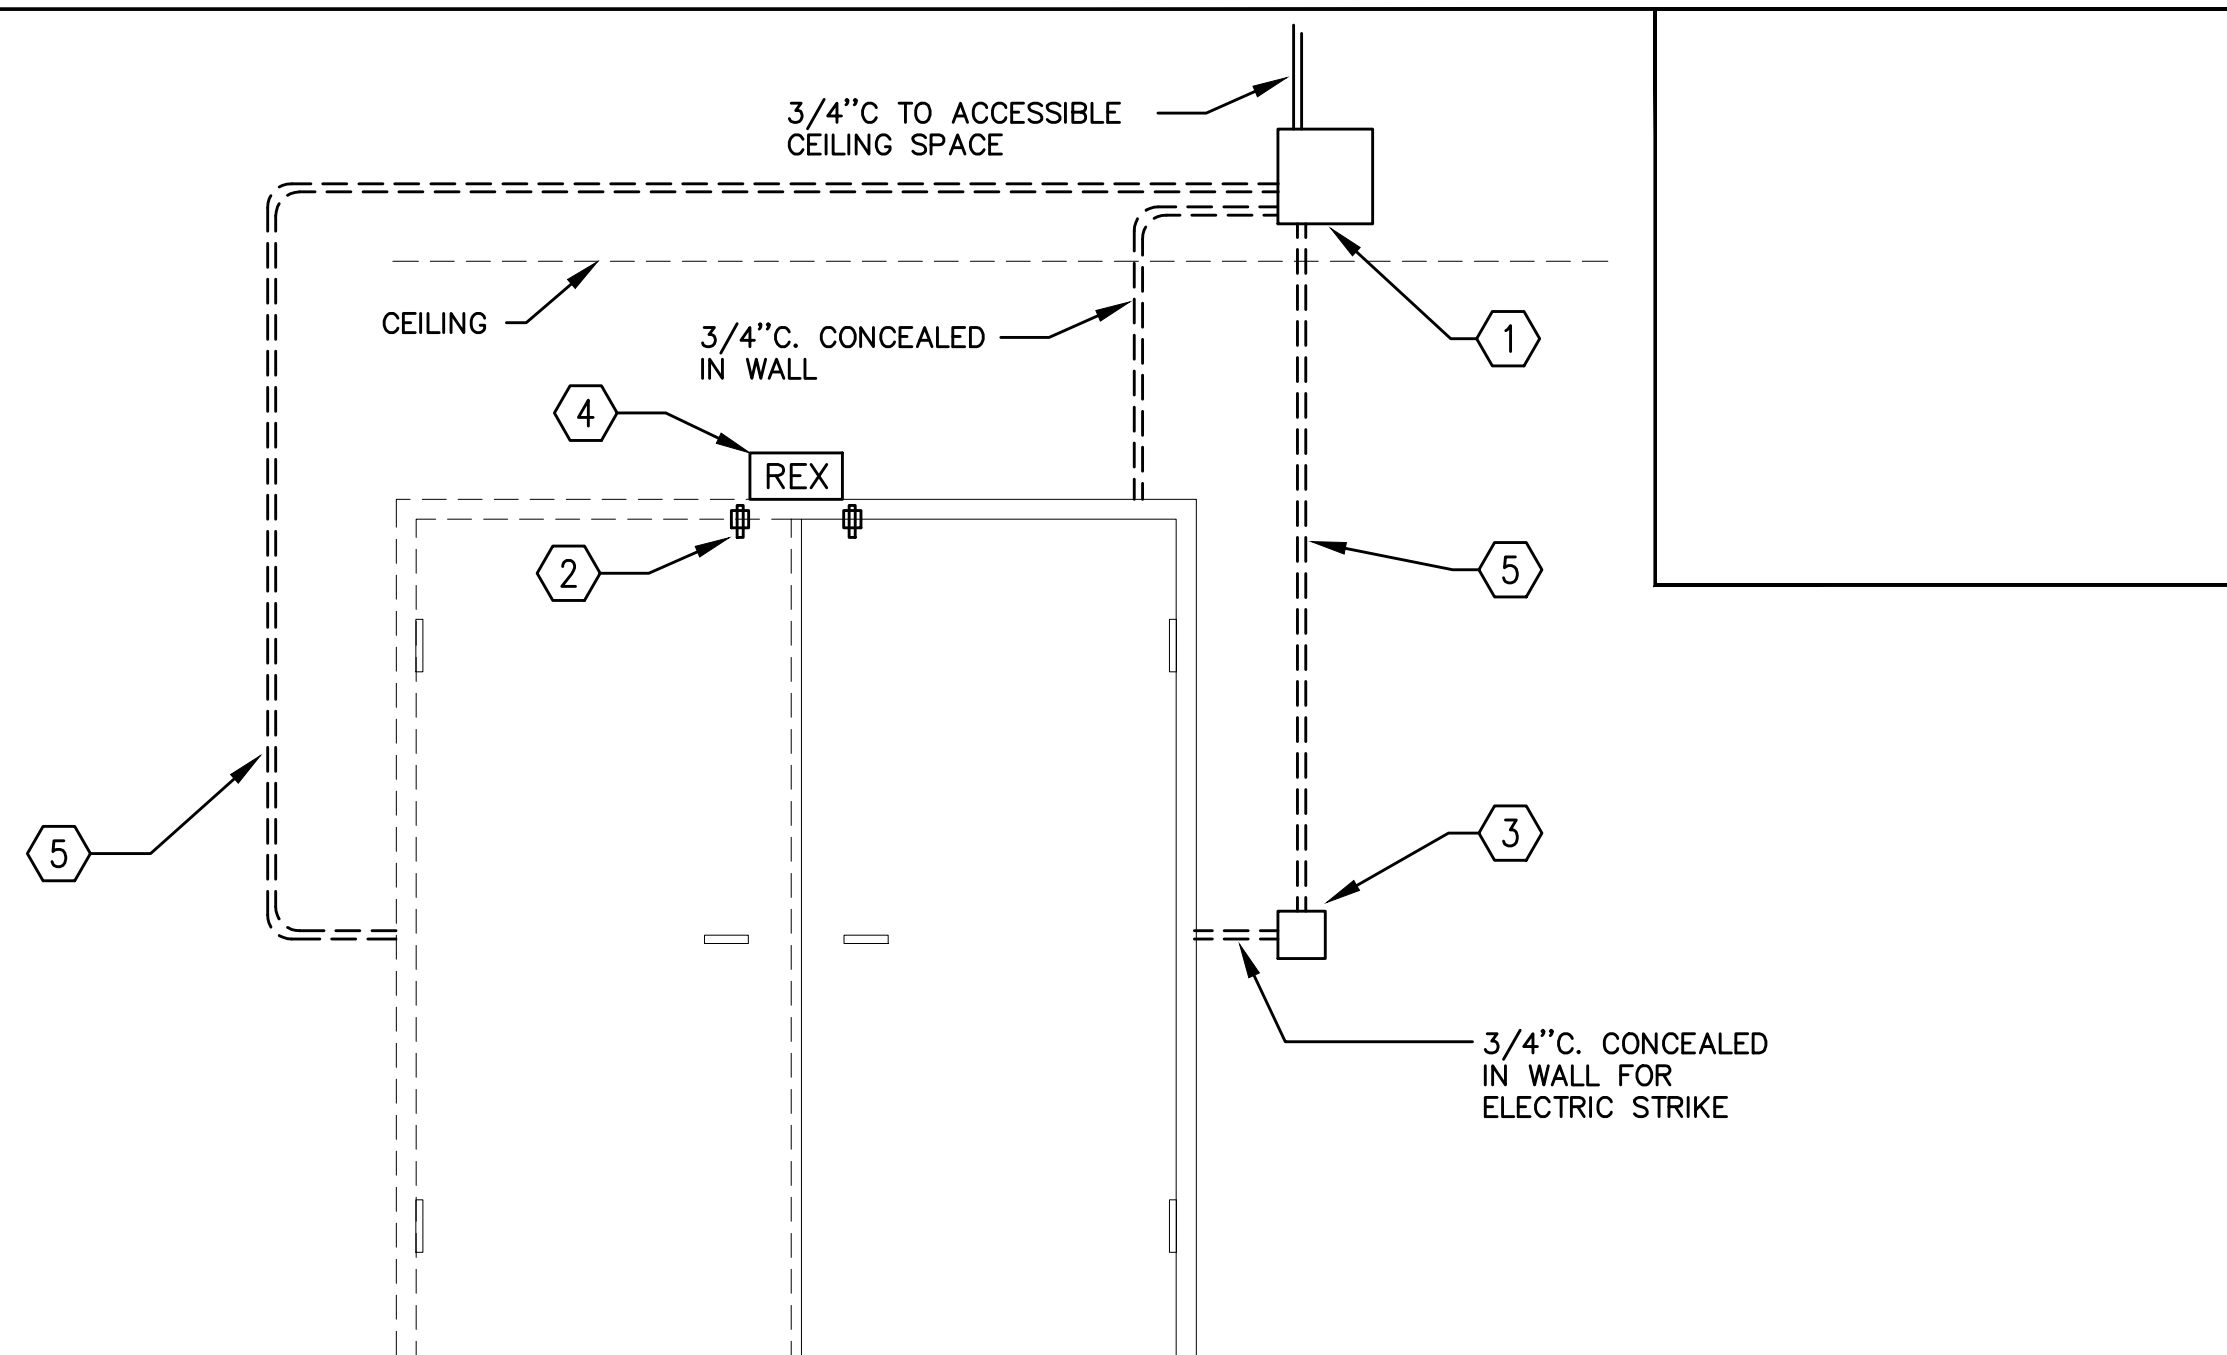 3/4"C TO ACCESSIBLE
CEILING SPACE
CEILING
3/4"C. CONCEALED
IN WALL
1
4
REX
2
5
5
3
3/4"C. CONCEALED
IN WALL FOR
ELECTRIC STRIKE